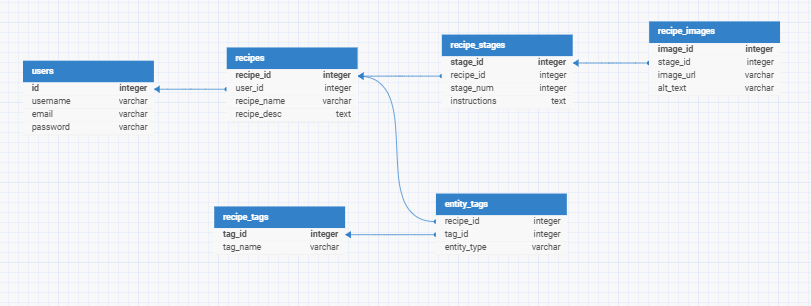 users
id integer
username varchar
email varchar
password varchar
recipes
recipe_id integer
user_id integer
recipe_name varchar
recipe_desc text
recipe_stages
stage_id integer
recipe_id integer
stage_num integer
instructions text
recipe_images
image_id integer
stage_id integer
image_url varchar
alt_text varchar
recipe_tags
tag_id integer
tag_name varchar
entity_tags
recipe_id integer
tag_id integer
entity_type varchar